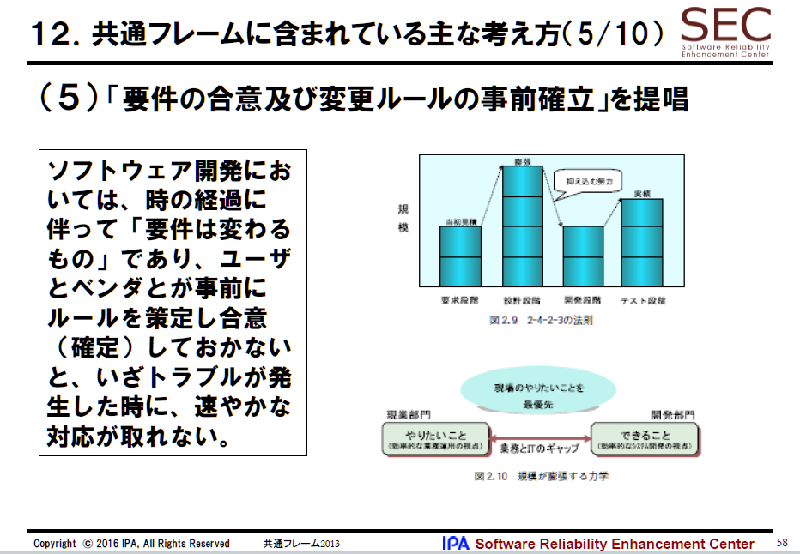 12. 共通フレームに含まれている主な考え方(5/10)
SEC
Software Reliability
Enhancement Center
(5)「要件の合意及び変更ルールの事前確立」を提唱
ソフトウェア開発にお
いては、時の経過に
伴って「要件は変わる
もの」であり、ユーザ
とベンダとが事前に
ルールを策定し合意
(確定)しておかない
と、いざトラブルが発
生した時に、速やかな
対応が取れない。
規模
当初見積
膨張
抑え込む努力
実績
要求段階 設計段階 開発段階 テスト段階
図2.9 2-4-2-3の法則
現場のやりたいことを
最優先
現業部門
開発部門
やりたいこと
(効率的な業務運用の視点)
業務とITのギャップ
できること
(効率的なシステム開発の視点)
図2.10 規模が膨張する力学
Copyright © 2016 IPA, All Rights Reserved
共通フレーム2013
IPA Software Reliability Enhancement Center
58